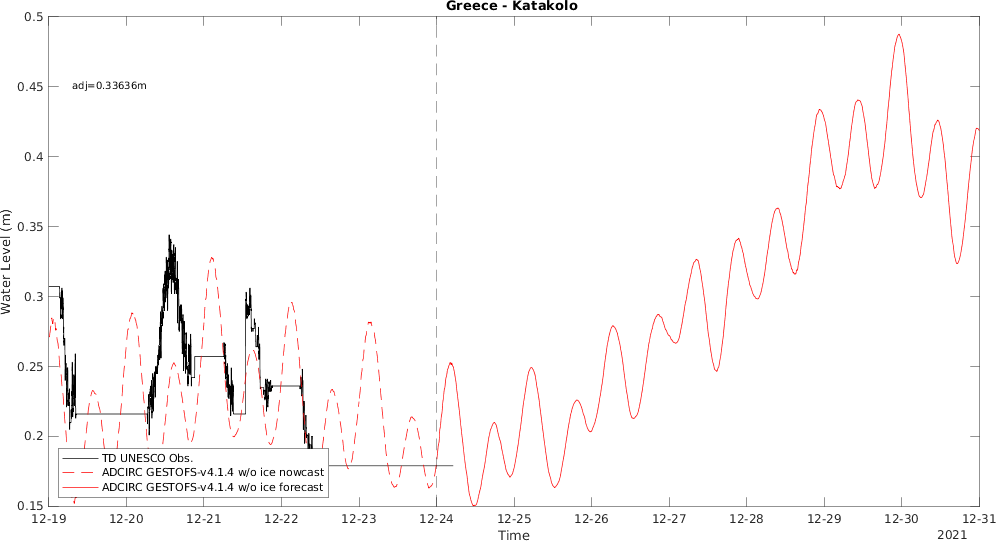 Greece - Katakolo
0.5
0.45
0.4
0.35
0.3
0.25
0.2
0.15
Water Level (m)
adj=0.33636m
TD UNESCO Obs.
ADCIRC GESTOFS-v4.1.4 w/o ice nowcast
ADCIRC GESTOFS-v4.1.4 w/o ice forecast
12-19 12-20 12-21 12-22 12-23 12-24 12-25 12-26 12-27 12-28 12-29 12-30 12-31
Time
2021